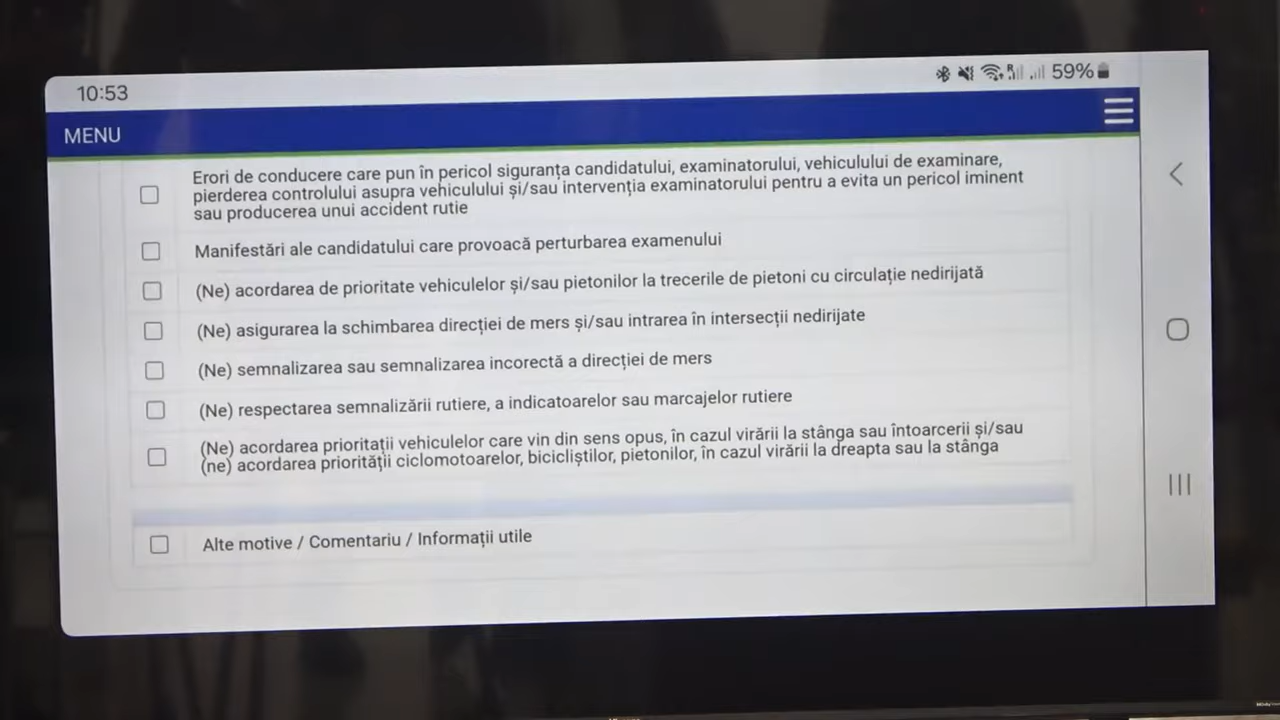 10:53
59%
MENU
Erori de conducere care pun în pericol siguranța candidatului, examinatorului, vehiculului de examinare,
pierderea controlului asupra vehiculului și/sau intervenția examinatorului pentru a evita un pericol iminent
sau producerea unui accident rutie
Manifestări ale candidatului care provoacă perturbarea examenului
(Ne) acordarea de prioritate vehiculelor și/sau pietonilor la trecerile de pietoni cu circulație nedirijată
(Ne) asigurarea la schimbarea direcției de mers și/sau intrarea în intersecții nedirijate
(Ne) semnalizarea sau semnalizarea incorectă a direcției de mers
(Ne) respectarea semnalizării rutiere, a indicatoarelor sau marcajelor rutiere
(Ne) acordarea prioritații vehiculelor care vin din sens opus, în cazul virării la stânga sau întoarcerii și/sau
(ne) acordarea priorității ciclomotoarelor, bicicliștilor, pietonilor, în cazul virării la dreapta sau la stânga
Alte motive / Comentariu / Informații utile